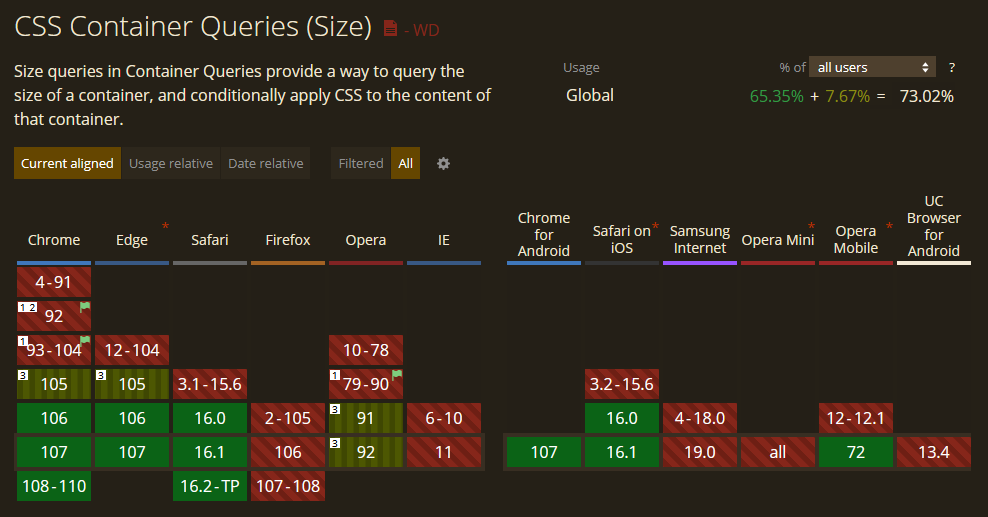 CSS Container Queries (Size) - WD
Size queries in Container Queries provide a way to query the
size of a container, and conditionally apply CSS to the content of
that container.
Usage % of all users ?
Global 65.35% + 7.67% = 73.02%
Current aligned Usage relative Date relative Filtered All
Chrome Edge * Safari Firefox Opera IE
Chrome for Android Safari on iOS * Samsung Internet Opera Mini * Opera Mobile * UC Browser for Android
4-91
1 2 92
1 93-104 12-104 10-78
3 105 3 105 3.1-15.6 1 79-90 3.2-15.6
106 106 16.0 2-105 3 91 6-10 16.0 4-18.0 12-12.1
107 107 16.1 106 3 92 11 107 16.1 19.0 all 72 13.4
108-110 16.2-TP 107-108